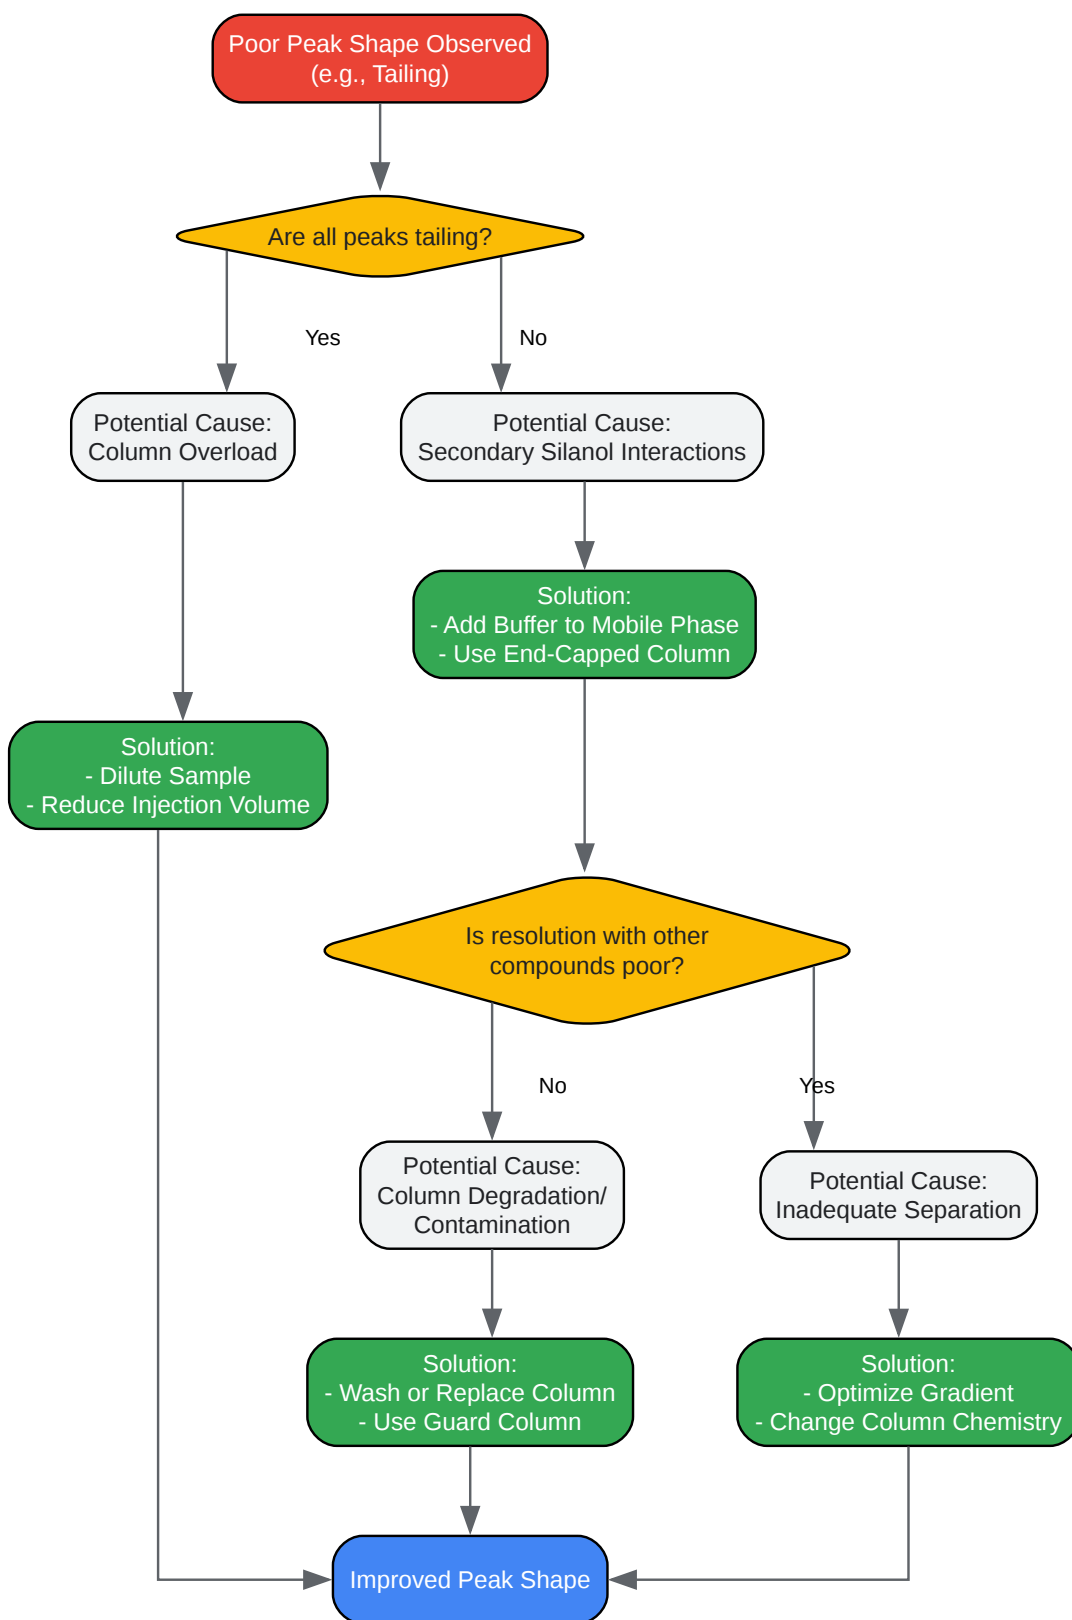 Poor Peak Shape Observed
(e.g., Tailing)
Are all peaks tailing?
Yes
No
Potential Cause:
Column Overload
Potential Cause:
Secondary Silanol Interactions
Solution:
- Add Buffer to Mobile Phase
- Use End-Capped Column
Solution:
- Dilute Sample
- Reduce Injection Volume
Is resolution with other
compounds poor?
No
Yes
Potential Cause:
Column Degradation/
Contamination
Potential Cause:
Inadequate Separation
Solution:
- Wash or Replace Column
- Use Guard Column
Solution:
- Optimize Gradient
- Change Column Chemistry
Improved Peak Shape